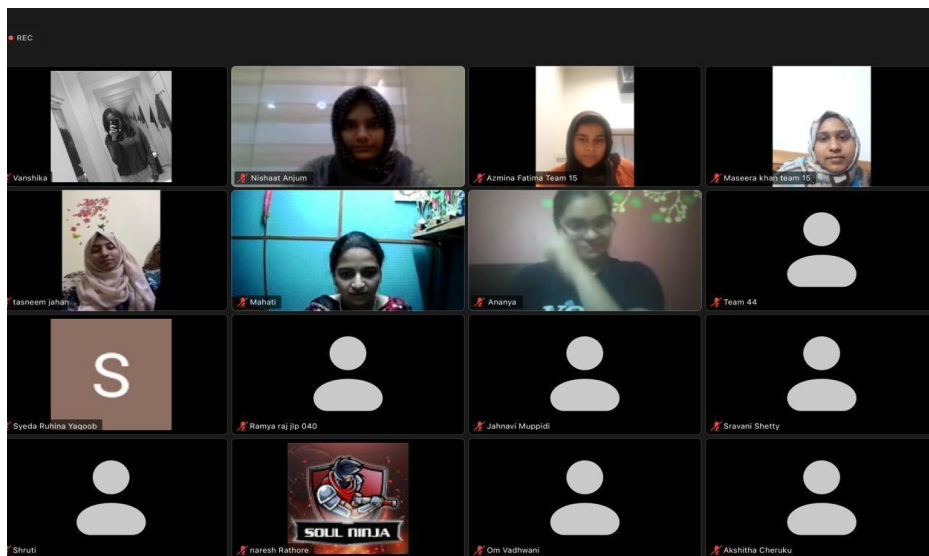 REC
Vanshika
Nishaat Anjum
Azmina Fatima Team 15
Maseera khan team 15
tasneem jahan
Mahati
Ananya
Team 44
S
Syeda Ruhina Yaqoob
Ramya raj jlp 040
Jahnavi Muppidi
Sravani Shetty
Shruti
SOUL NINJA
naresh Rathore
Om Vadhwani
Akshitha Cheruku